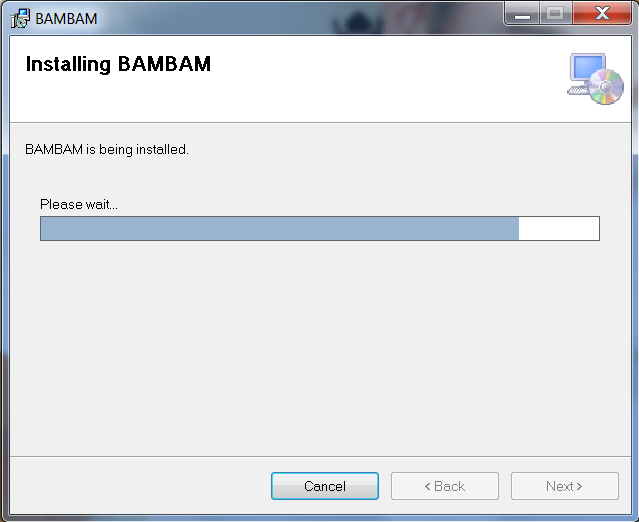 BAMBAM
Installing BAMBAM
BAMBAM is being installed.
Please wait...
Cancel
< Back
Next >